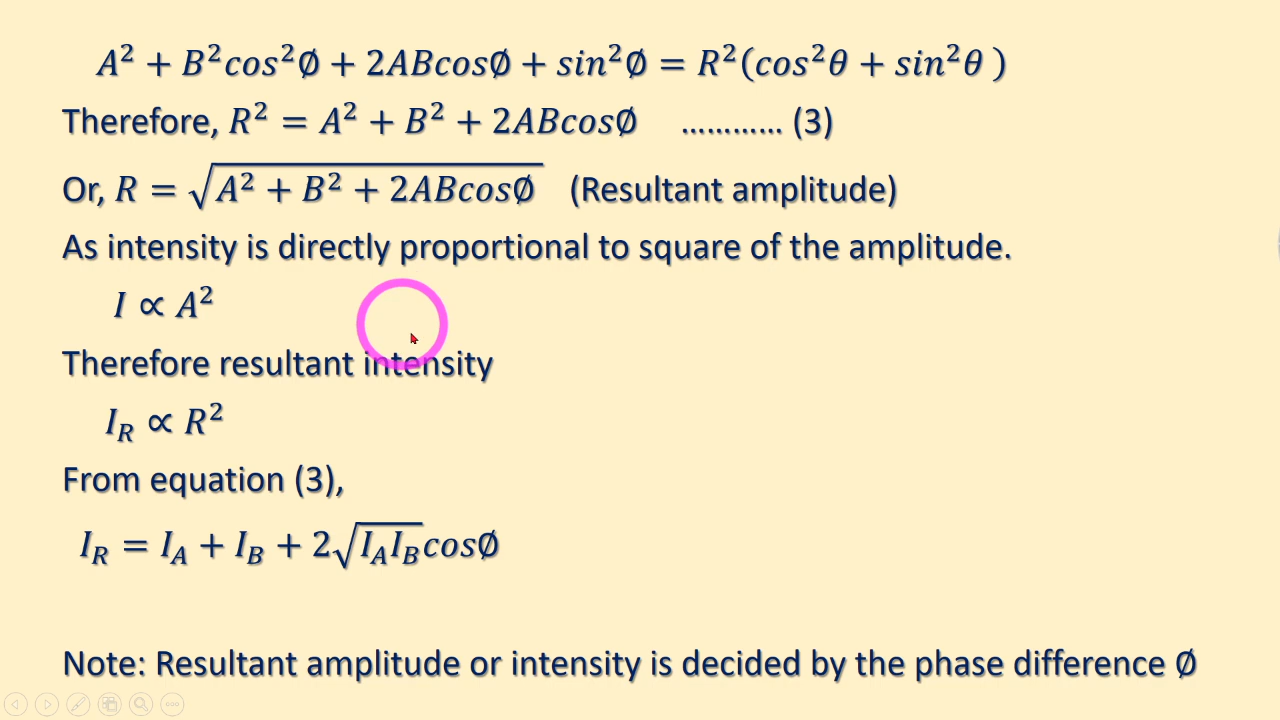 A² + B²cos²∅ + 2ABcos∅ + sin²∅ = R²(cos²θ + sin²θ )
Therefore, R² = A² + B² + 2ABcos∅ ………… (3)
Or, R = √(A² + B² + 2ABcos∅) (Resultant amplitude)
As intensity is directly proportional to square of the amplitude.
I ∝ A²
Therefore resultant intensity
I_R ∝ R²
From equation (3),
I_R = I_A + I_B + 2√(I_A I_B)cos∅
Note: Resultant amplitude or intensity is decided by the phase difference ∅